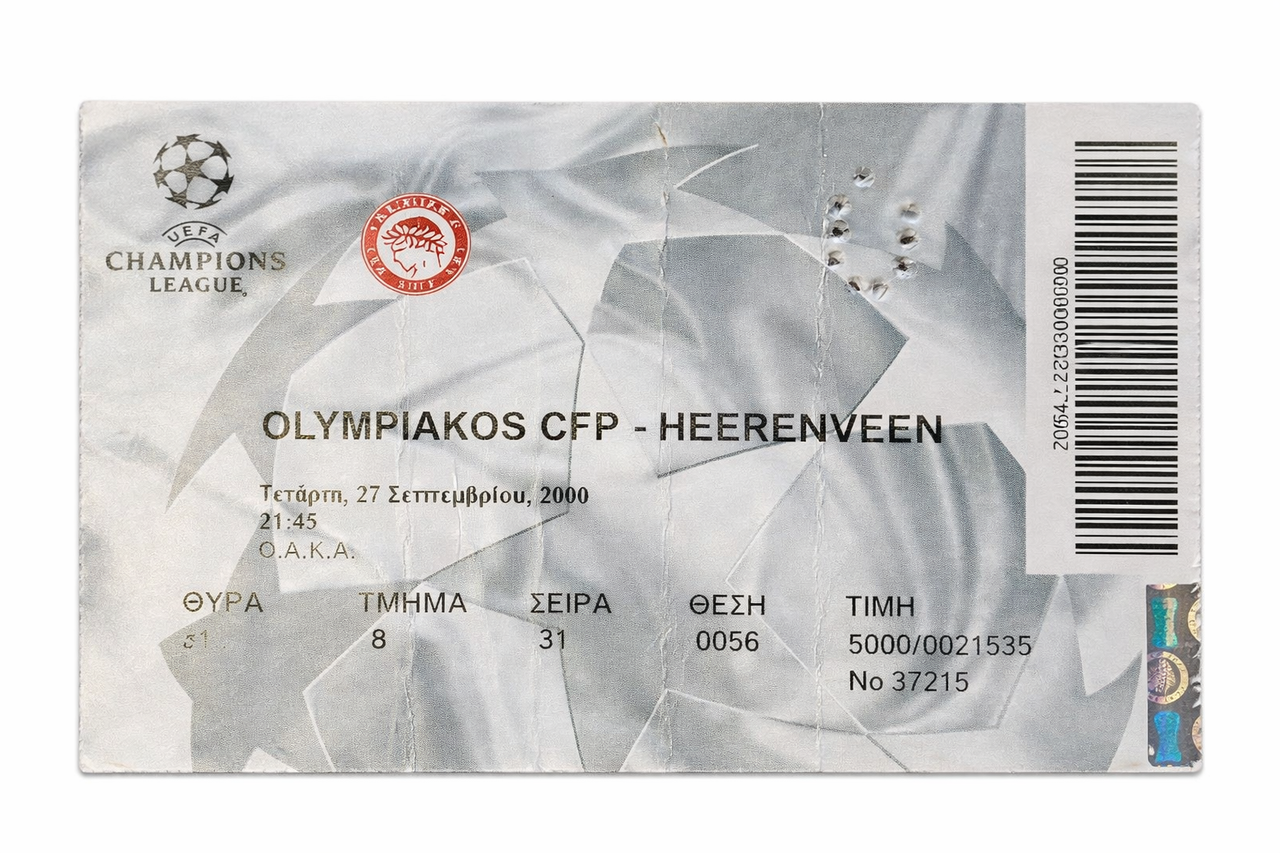 UEFA
CHAMPIONS
LEAGUE
OLYMPIAKOS CFP - HEERENVEEN
Τετάρτη, 27 Σεπτεμβρίου, 2000
21:45
Ο.Α.Κ.Α.
ΘΥΡΑ ΤΜΗΜΑ ΣΕΙΡΑ ΘΕΣΗ ΤΙΜΗ
8 31 0056 5000/0021535
No 37215